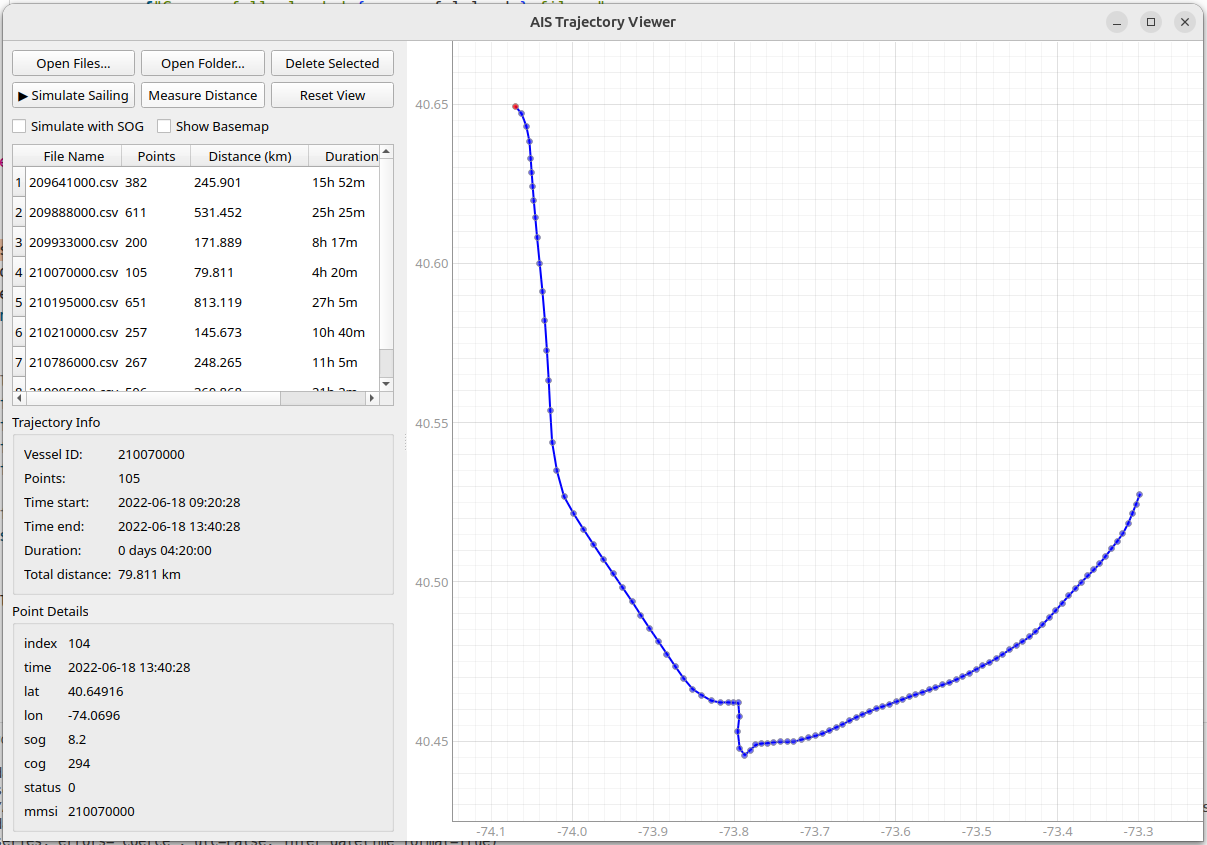 AIS Trajectory Viewer
Open Files... Open Folder... Delete Selected
▶ Simulate Sailing Measure Distance Reset View
Simulate with SOG Show Basemap
File Name Points Distance (km) Duration
1 209641000.csv 382 245.901 15h 52m
2 209888000.csv 611 531.452 25h 25m
3 209933000.csv 200 171.889 8h 17m
4 210070000.csv 105 79.811 4h 20m
5 210195000.csv 651 813.119 27h 5m
6 210210000.csv 257 145.673 10h 40m
7 210786000.csv 267 248.265 11h 5m
Trajectory Info
Vessel ID: 210070000
Points: 105
Time start: 2022-06-18 09:20:28
Time end: 2022-06-18 13:40:28
Duration: 0 days 04:20:00
Total distance: 79.811 km
Point Details
index 104
time 2022-06-18 13:40:28
lat 40.64916
lon -74.0696
sog 8.2
cog 294
status 0
mmsi 210070000
40.65
40.60
40.55
40.50
40.45
-74.1 -74.0 -73.9 -73.8 -73.7 -73.6 -73.5 -73.4 -73.3